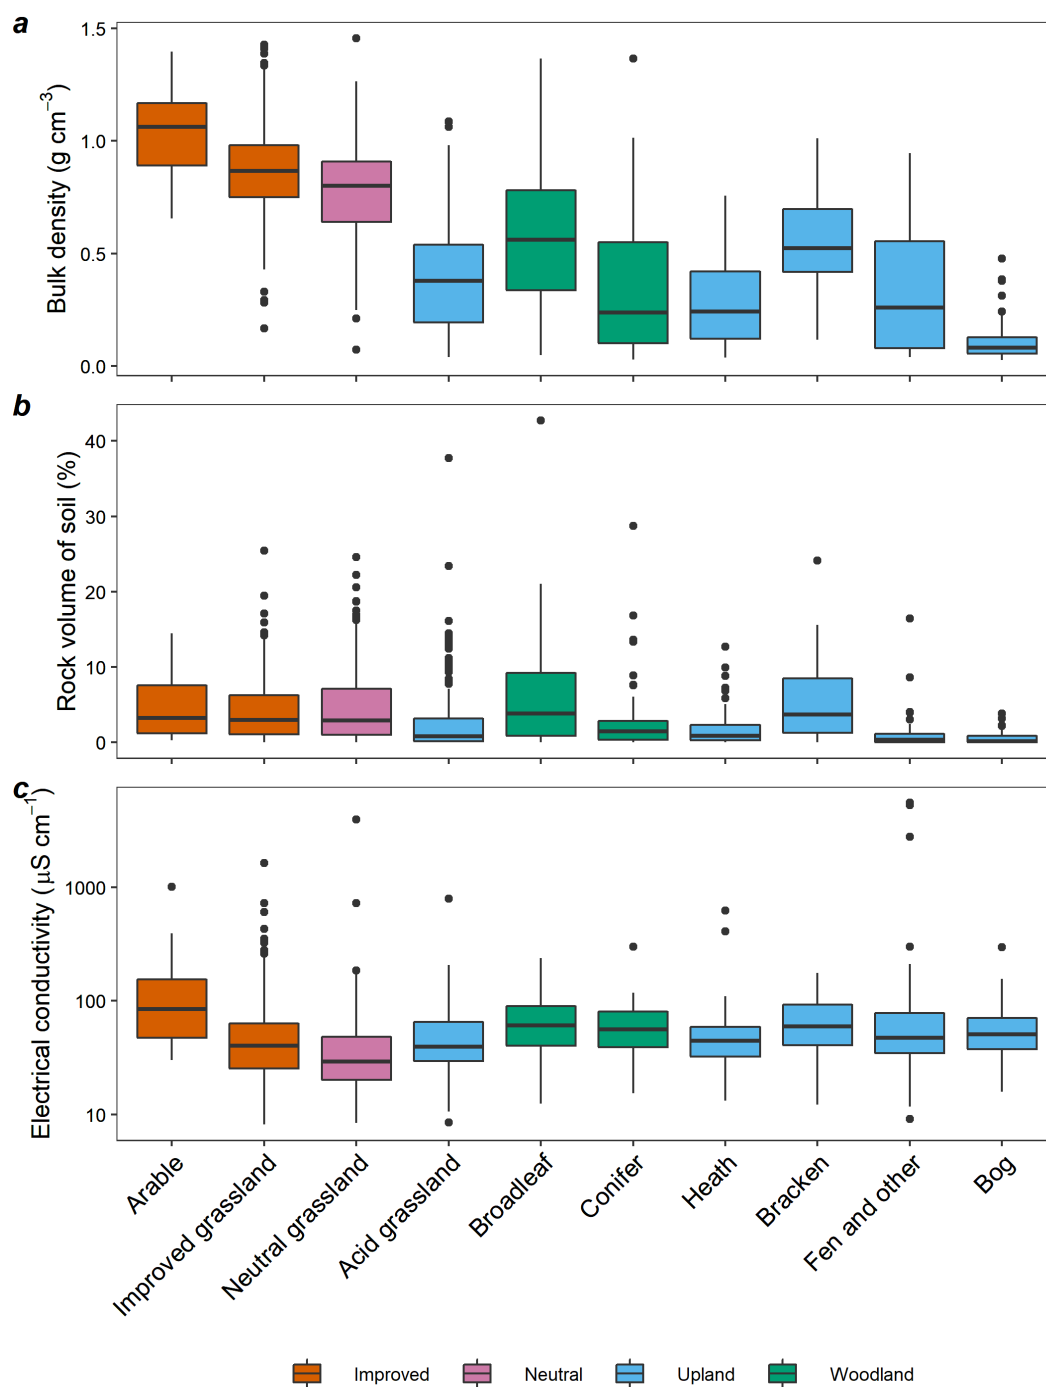 a
Bulk density (g cm⁻³)
1.5
1.0
0.5
0.0
b
Rock volume of soil (%)
40
30
20
10
0
c
Electrical conductivity (μS cm⁻¹)
1000
100
10
Arable
Improved grassland
Neutral grassland
Acid grassland
Broadleaf
Conifer
Heath
Bracken
Fen and other
Bog
Improved Neutral Upland Woodland